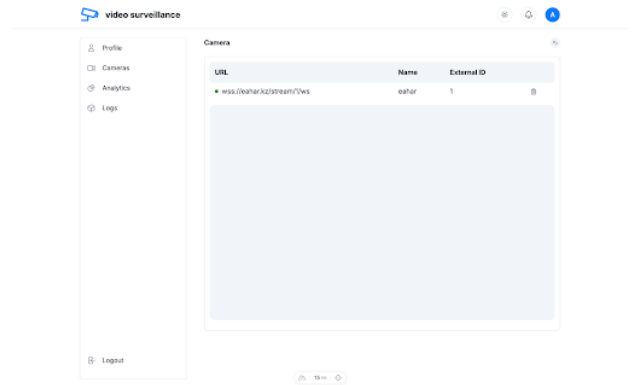 video surveillance
A
Profile
Cameras
Analytics
Logs
Logout
Camera
URL Name External ID
wss://eahar.kz/stream/1/ws eahar 1
15 m